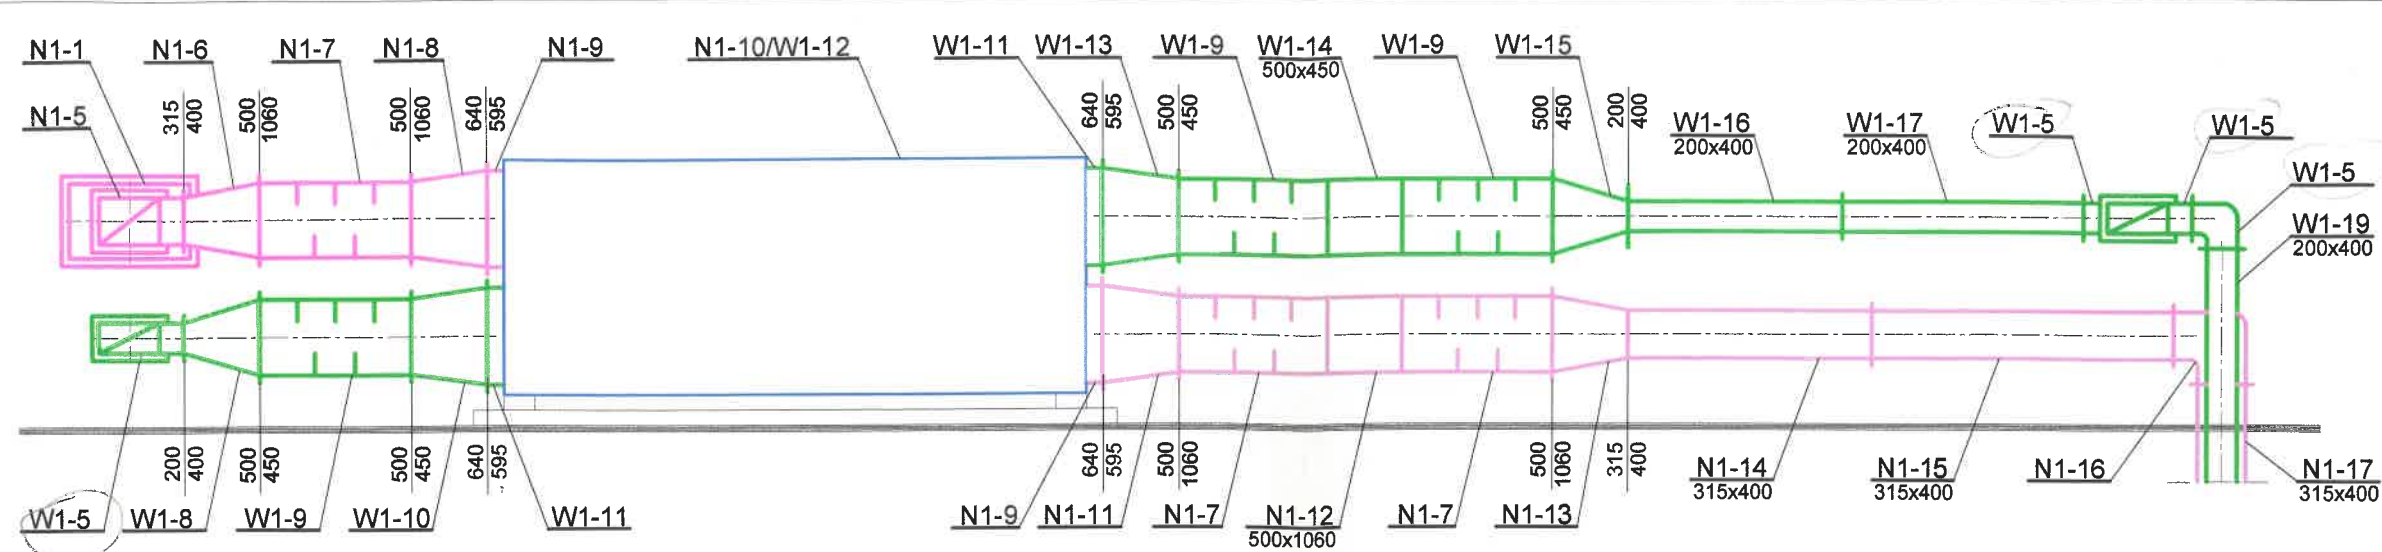 N1-1
N1-6
N1-7
N1-8
N1-9
N1-10/W1-12
W1-11
W1-13
W1-9
W1-14
500x450
W1-9
W1-15
N1-5
315
400
500
1060
500
1060
640
595
640
595
500
450
500
450
200
400
W1-16
200x400
W1-17
200x400
W1-5
W1-5
W1-5
W1-19
200x400
200
400
500
450
500
450
640
595
640
595
500
1060
500
1060
315
400
N1-14
315x400
N1-15
315x400
N1-16
N1-17
315x400
W1-5
W1-8
W1-9
W1-10
W1-11
N1-9
N1-11
N1-7
N1-12
500x1060
N1-7
N1-13